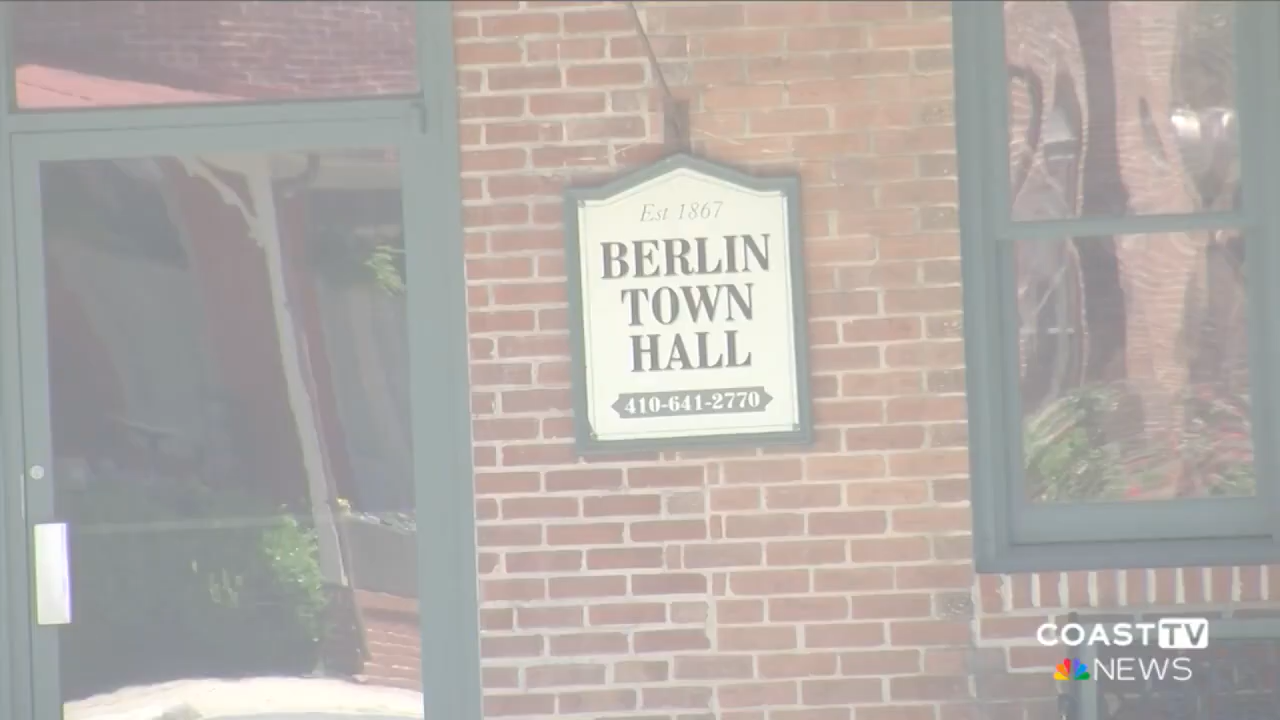 Est 1867
BERLIN
TOWN
HALL
410-641-2770
COAST TV
NEWS